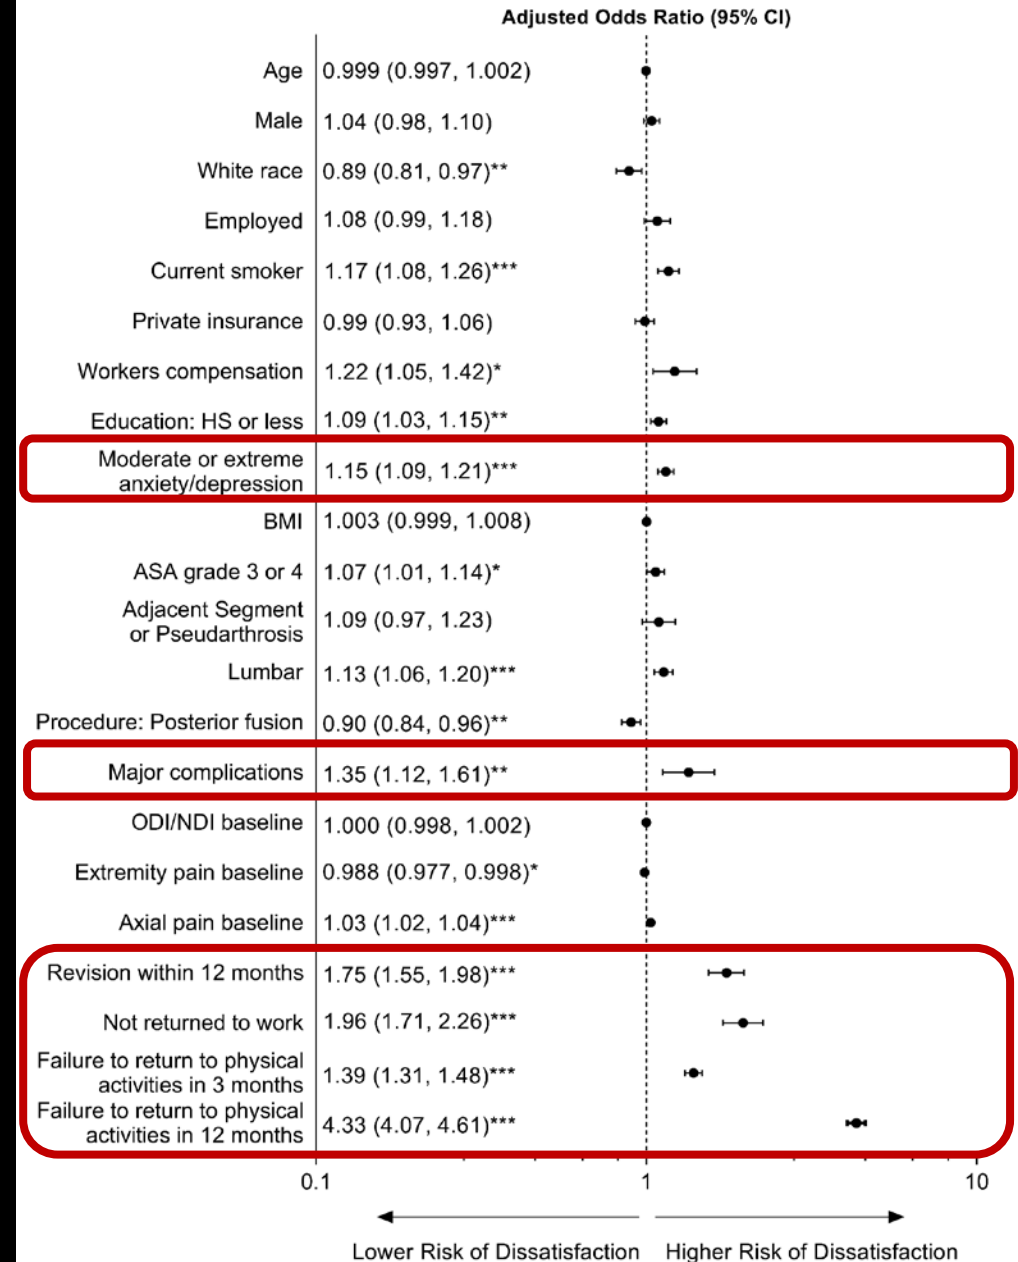 Adjusted Odds Ratio (95% CI)
Age 0.999 (0.997, 1.002)
Male 1.04 (0.98, 1.10)
White race 0.89 (0.81, 0.97)**
Employed 1.08 (0.99, 1.18)
Current smoker 1.17 (1.08, 1.26)***
Private insurance 0.99 (0.93, 1.06)
Workers compensation 1.22 (1.05, 1.42)*
Education: HS or less 1.09 (1.03, 1.15)**
Moderate or extreme
anxiety/depression 1.15 (1.09, 1.21)***
BMI 1.003 (0.999, 1.008)
ASA grade 3 or 4 1.07 (1.01, 1.14)*
Adjacent Segment
or Pseudarthrosis 1.09 (0.97, 1.23)
Lumbar 1.13 (1.06, 1.20)***
Procedure: Posterior fusion 0.90 (0.84, 0.96)**
Major complications 1.35 (1.12, 1.61)**
ODI/NDI baseline 1.000 (0.998, 1.002)
Extremity pain baseline 0.988 (0.977, 0.998)*
Axial pain baseline 1.03 (1.02, 1.04)***
Revision within 12 months 1.75 (1.55, 1.98)***
Not returned to work 1.96 (1.71, 2.26)***
Failure to return to physical
activities in 3 months 1.39 (1.31, 1.48)***
Failure to return to physical
activities in 12 months 4.33 (4.07, 4.61)***
0.1 1 10
Lower Risk of Dissatisfaction Higher Risk of Dissatisfaction